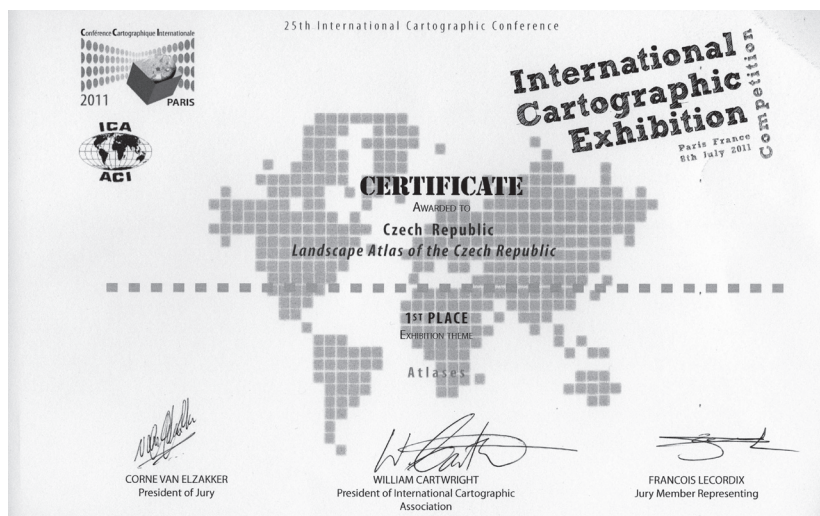 25th International Cartographic Conference
Conférence Cartographique Internationale
2011 PARIS
ICA
ACI
International
Cartographic
Exhibition
Competition
Paris France
8th July 2011
CERTIFICATE
AWARDED TO
Czech Republic
Landscape Atlas of the Czech Republic
1ST PLACE
EXHIBITION THEME
Atlases
CORNE VAN ELZAKKER
President of Jury
WILLIAM CARTWRIGHT
President of International Cartographic
Association
FRANCOIS LECORDIX
Jury Member Representing